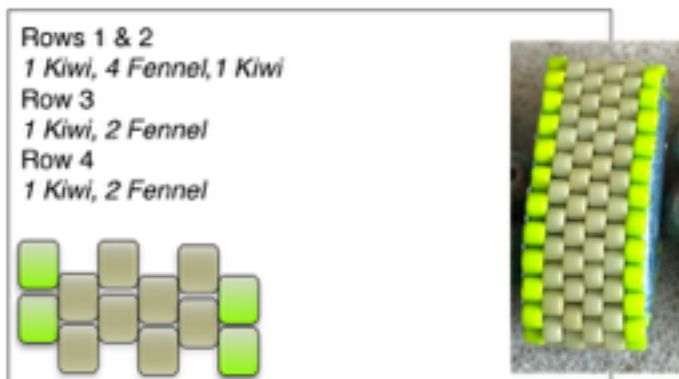 Rows 1 & 2
1 Kiwi, 4 Fennel, 1 Kiwi
Row 3
1 Kiwi, 2 Fennel
Row 4
1 Kiwi, 2 Fennel